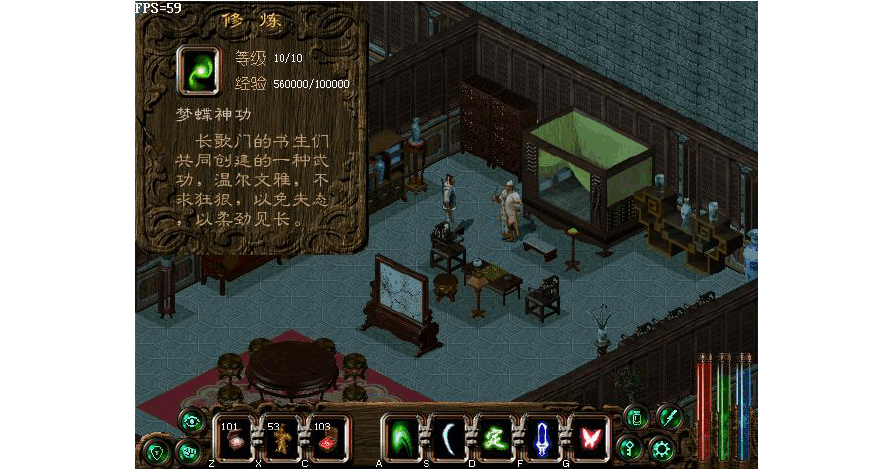 FPS=59
修炼
等级 10/10
经验 560000/100000
梦蝶神功
长歌门的书生们
共同创建的一种武
功，温尔文雅，不
求狂狠，以免失态
，以柔劲见长。
101 53 103
Z X C A S D F G